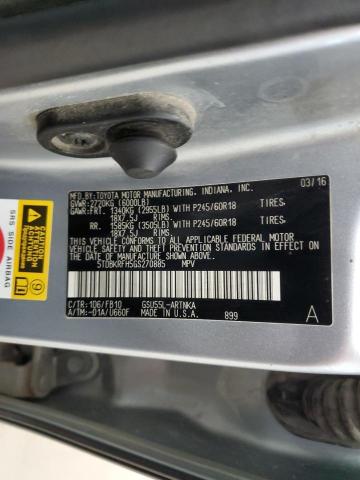 MFD. BY: TOYOTA MOTOR MANUFACTURING, INDIANA, INC. 03/16
GVWR: 2720KG (6000LB)
GAWR: FRT. 1340KG (2955LB) WITH P245/60R18 TIRES,
18X7.5J
RR. 1585KG (3505LB) WITH P245/60R18 TIRES,
18X7.5J
THIS VEHICLE CONFORMS TO ALL APPLICABLE FEDERAL MOTOR
VEHICLE SAFETY, BUMPER, AND THEFT PREVENTION STANDARDS IN EFFECT ON
THE DATE OF MANUFACTURE SHOWN ABOVE.
5TDBKRFH5GS270885 MPV
C/TR: 1D6/FB10 GSU55L-ARTNKA A
A/TM: -01A/U660F MADE IN U.S.A. 899
SRS SIDE AIRBAG